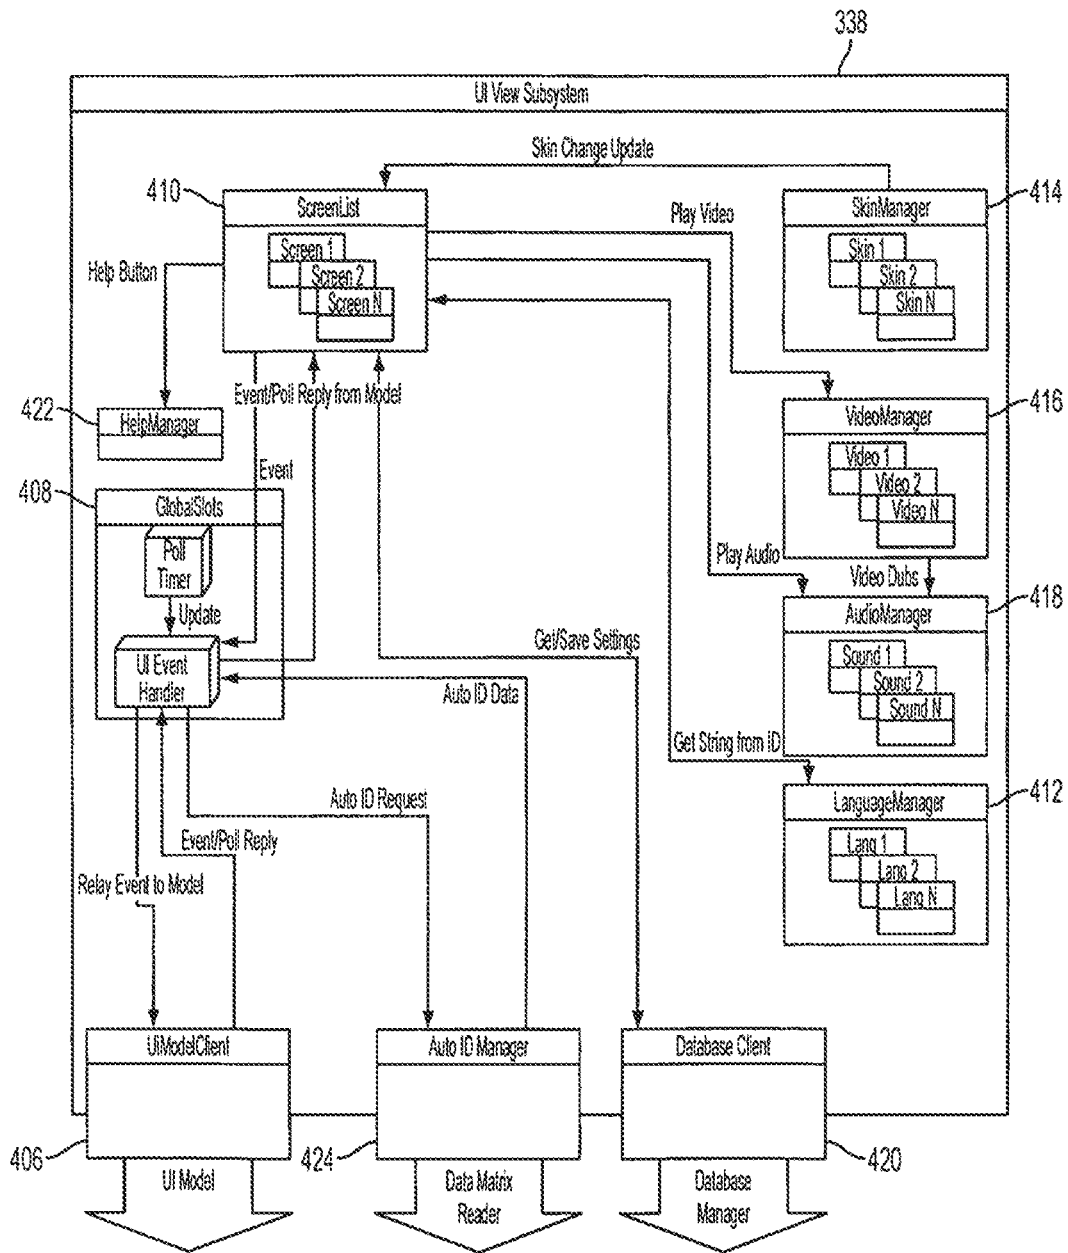 338
UI View Subsystem
Skin Change Update
410
ScreenList
Screen 1
Screen 2
Screen N
414
SkinManager
Skin 1
Skin 2
Skin N
Play Video
Help Button
Event/Poll Reply from Model
422
HelpManager
416
VideoManager
Video 1
Video 2
Video N
Event
408
GlobalSlots
Poll
Timer
Update
UI Event
Handler
Play Audio
Video Dubs
418
AudioManager
Sound 1
Sound 2
Sound N
Get/Save Settings
Auto ID Data
Get String from ID
412
LanguageManager
Lang 1
Lang 2
Lang N
Auto ID Request
Event/Poll Reply
Relay Event to Model
UIModelClient
Auto ID Manager
Database Client
406
424
420
UI Model
Data Matrix
Reader
Database
Manager